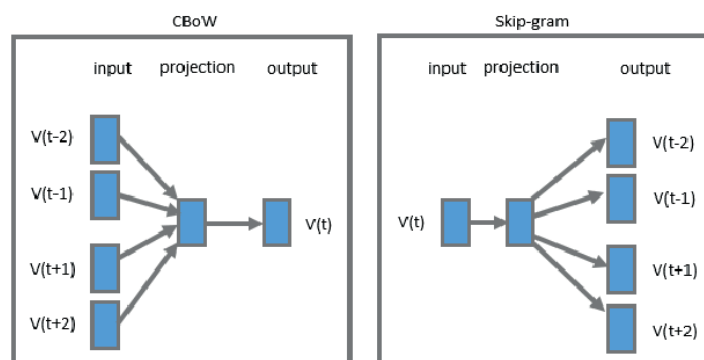 CBoW
input projection output
V(t-2)
V(t-1)
V(t)
V(t+1)
V(t+2)
Skip-gram
input projection output
V(t-2)
V(t-1)
V(t)
V(t+1)
V(t+2)